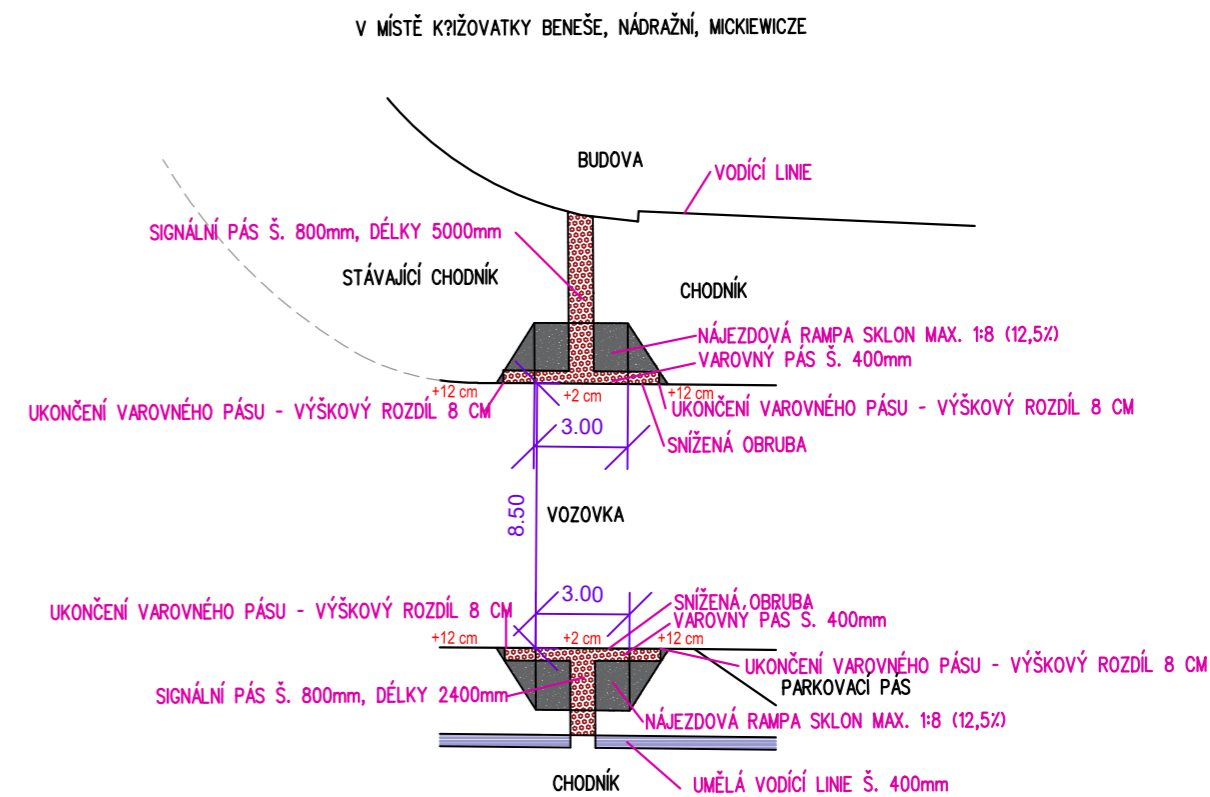 V MÍSTĚ K?IŽOVATKY BENEŠE, NÁDRAŽNÍ, MICKIEWICZE
BUDOVA
VODÍCÍ LINIE
SIGNÁLNÍ PÁS Š. 800mm, DÉLKY 5000mm
STÁVAJÍCÍ CHODNÍK
CHODNÍK
NÁJEZDOVÁ RAMPA SKLON MAX. 1:8 (12,5%)
VAROVNÝ PÁS Š. 400mm
+12 cm
+2 cm
+12 cm
UKONČENÍ VAROVNÉHO PÁSU - VÝŠKOVÝ ROZDÍL 8 CM
UKONČENÍ VAROVNÉHO PÁSU - VÝŠKOVÝ ROZDÍL 8 CM
3.00
SNÍŽENÁ OBRUBA
8.50
VOZOVKA
3.00
SNÍŽENÁ OBRUBA
UKONČENÍ VAROVNÉHO PÁSU - VÝŠKOVÝ ROZDÍL 8 CM
VAROVNÝ PÁS Š. 400mm
+12 cm
+2 cm
+12 cm
UKONČENÍ VAROVNÉHO PÁSU - VÝŠKOVÝ ROZDÍL 8 CM
SIGNÁLNÍ PÁS Š. 800mm, DÉLKY 2400mm
PARKOVACÍ PÁS
NÁJEZDOVÁ RAMPA SKLON MAX. 1:8 (12,5%)
CHODNÍK
UMĚLÁ VODÍCÍ LINIE Š. 400mm